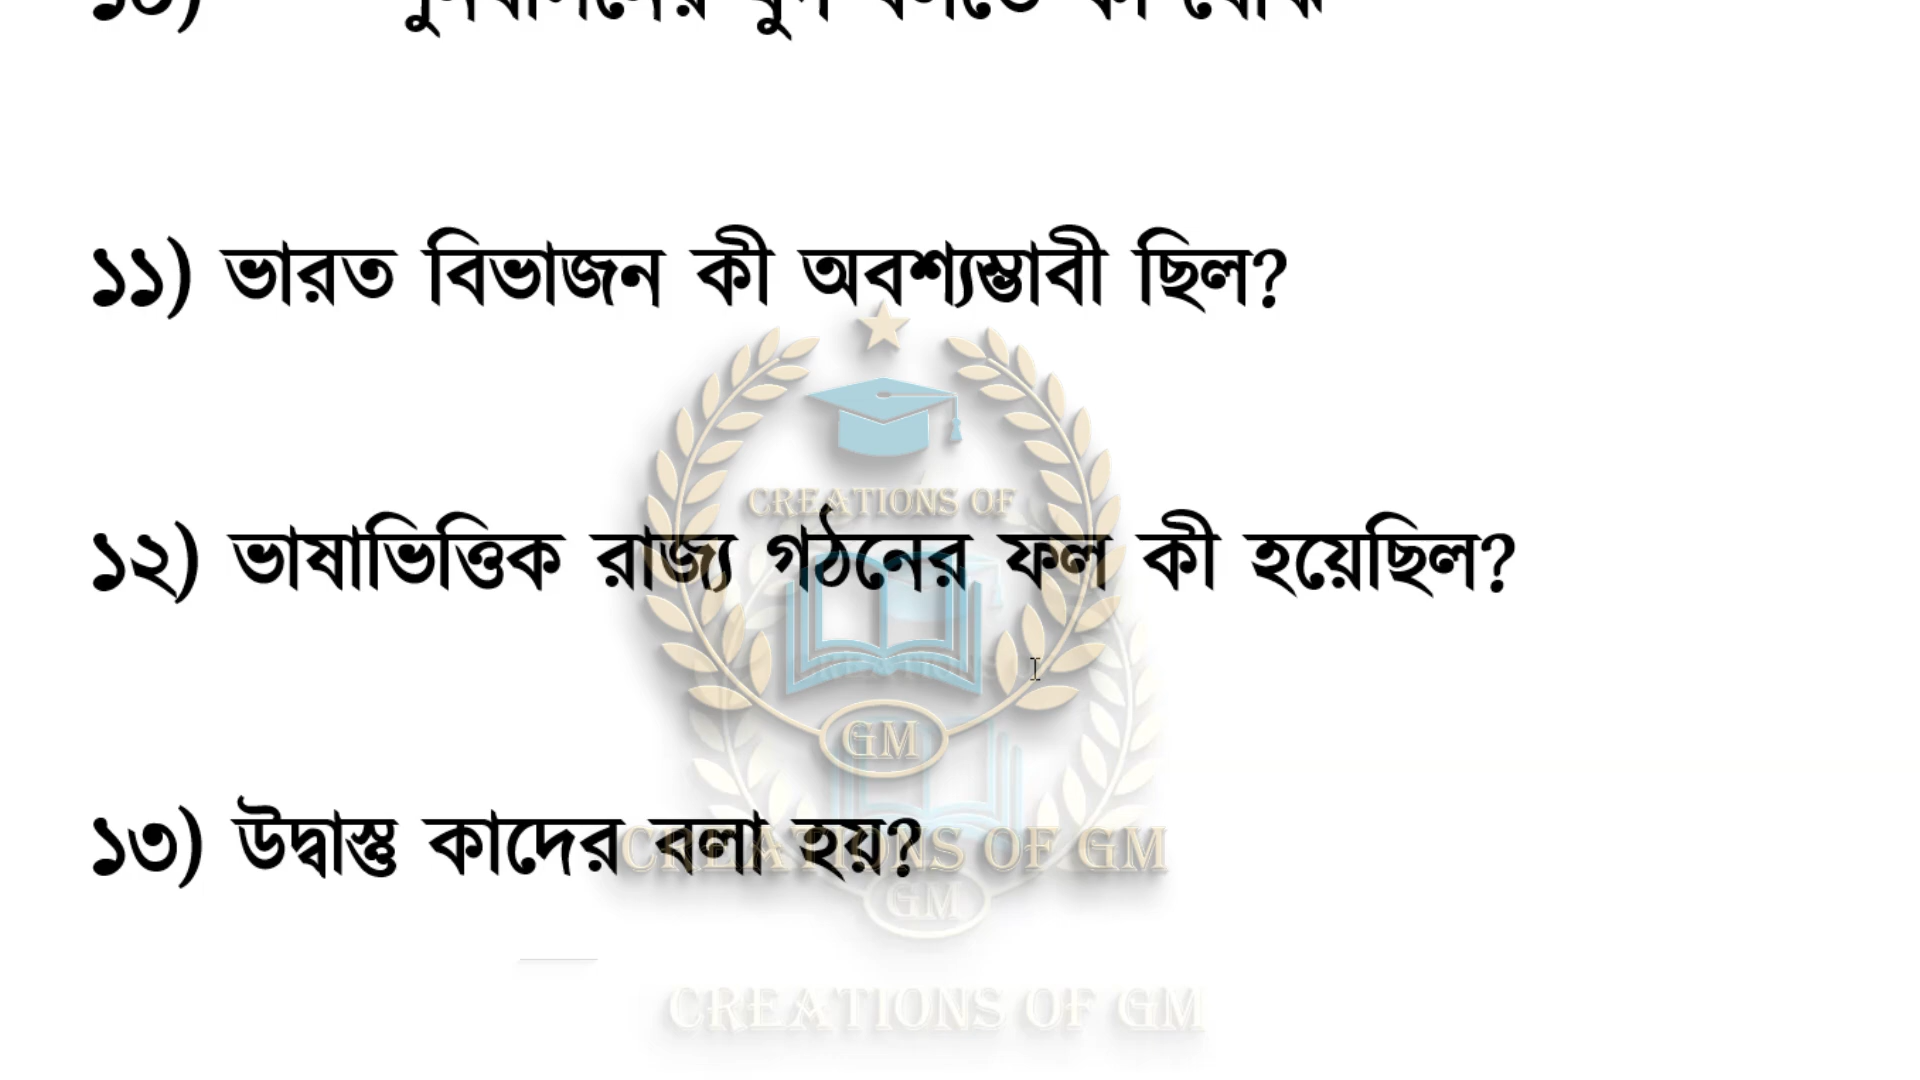 ১১) ভারত বিভাজন কী অবশ্যম্ভাবী ছিল?
CREATIONS OF
১২) ভাষাভিত্তিক রাজ্য গঠনের ফল কী হয়েছিল?
CREATIONS
GM
১৩) উদ্বাস্তু কাদের বলা হয়?
CREATIONS OF GM
GM
CREATIONS OF GM